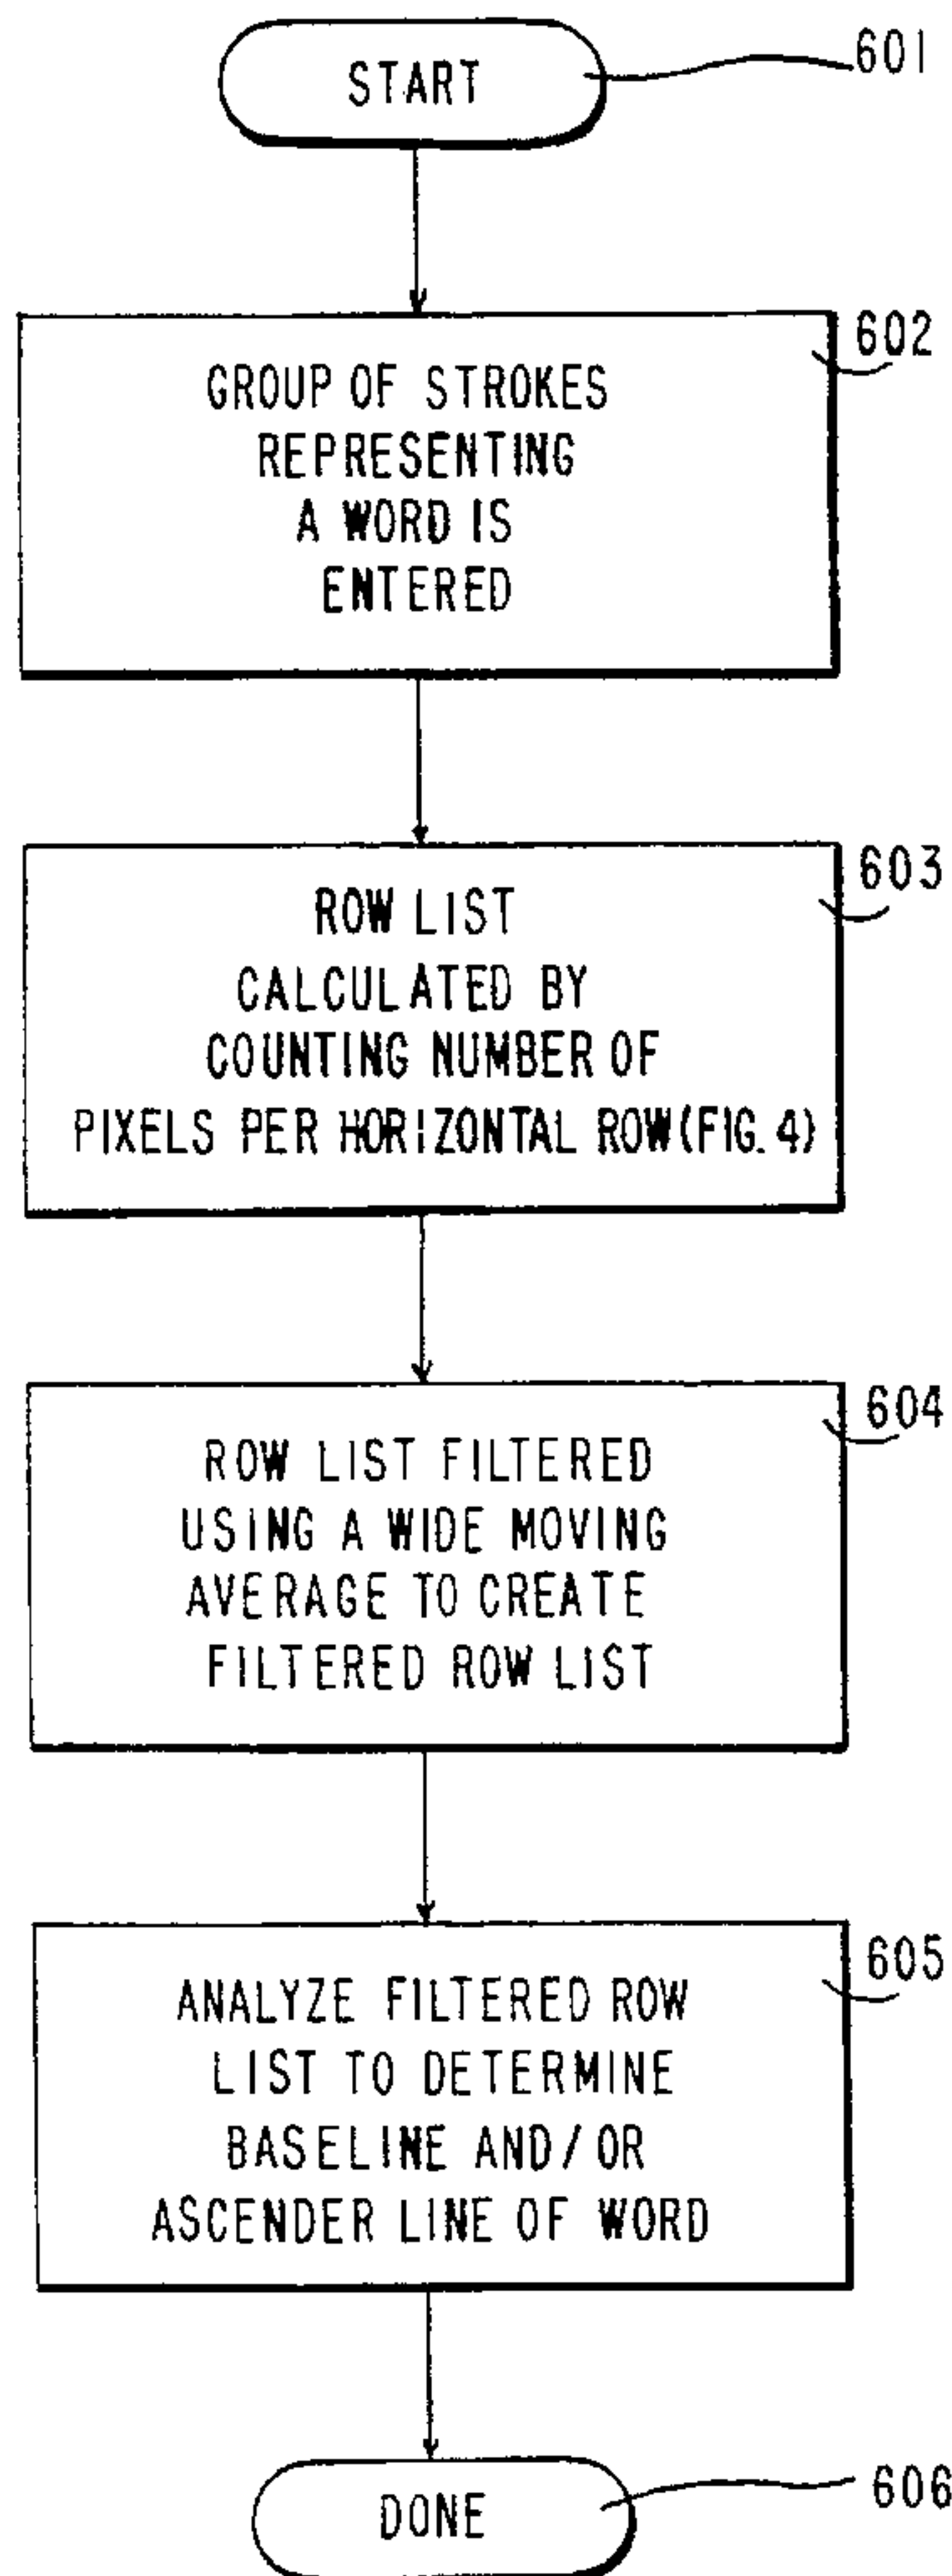 START
601
602
GROUP OF STROKES
REPRESENTING
A WORD IS
ENTERED
603
ROW LIST
CALCULATED BY
COUNTING NUMBER OF
PIXELS PER HORIZONTAL ROW (FIG. 4)
604
ROW LIST FILTERED
USING A WIDE MOVING
AVERAGE TO CREATE
FILTERED ROW LIST
605
ANALYZE FILTERED ROW
LIST TO DETERMINE
BASELINE AND/OR
ASCENDER LINE OF WORD
DONE
606